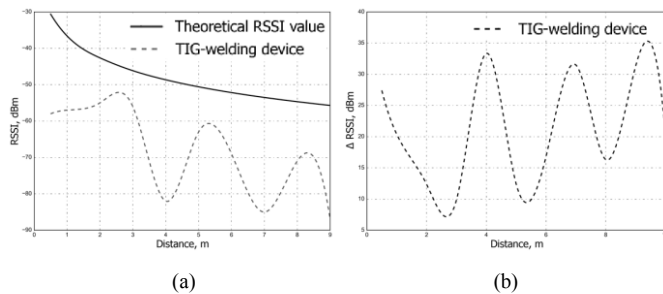 (a)
Theoretical RSSI value
TIG-welding device
RSSI, dBm
-30
-40
-50
-60
-70
-80
-90
0 1 2 3 4 5 6 7 8 9
Distance, m
(a)
(b)
TIG-welding device
Δ RSSI, dBm
40
35
30
25
20
15
10
5
0 2 4 6 8
Distance, m
(b)